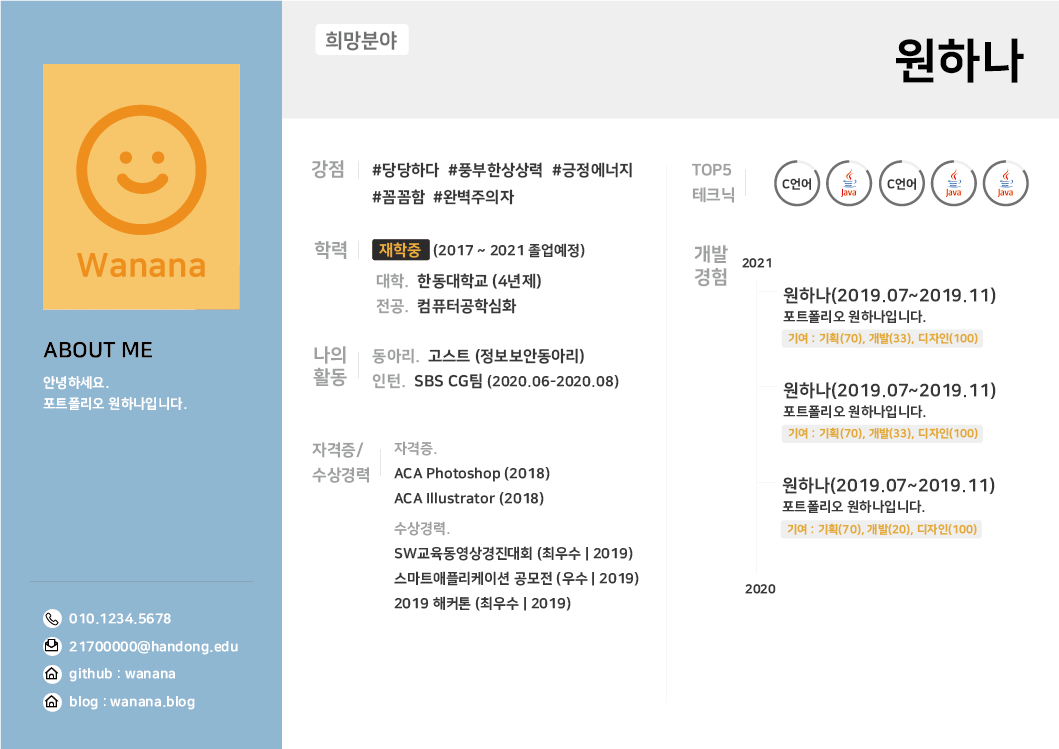 Wanana
ABOUT ME
안녕하세요.
포트폴리오 원하나입니다.
010.1234.5678
21700000@handong.edu
github : wanana
blog : wanana.blog
희망분야
원하나
강점
#당당하다 #풍부한상상력 #긍정에너지
#꼼꼼함 #완벽주의자
학력
재학중 (2017 ~ 2021 졸업예정)
대학. 한동대학교 (4년제)
전공. 컴퓨터공학심화
나의
활동
동아리. 고스트 (정보보안동아리)
인턴. SBS CG팀 (2020.06-2020.08)
자격증/
수상경력
자격증.
ACA Photoshop (2018)
ACA Illustrator (2018)
수상경력.
SW교육동영상경진대회 (최우수 | 2019)
스마트애플리케이션 공모전 (우수 | 2019)
2019 해커톤 (최우수 | 2019)
TOP5
테크닉
C언어 Java C언어 Java Java
개발
경험
2021
원하나(2019.07~2019.11)
포트폴리오 원하나입니다.
기여 : 기획(70), 개발(33), 디자인(100)
원하나(2019.07~2019.11)
포트폴리오 원하나입니다.
기여 : 기획(70), 개발(33), 디자인(100)
원하나(2019.07~2019.11)
포트폴리오 원하나입니다.
기여 : 기획(70), 개발(20), 디자인(100)
2020